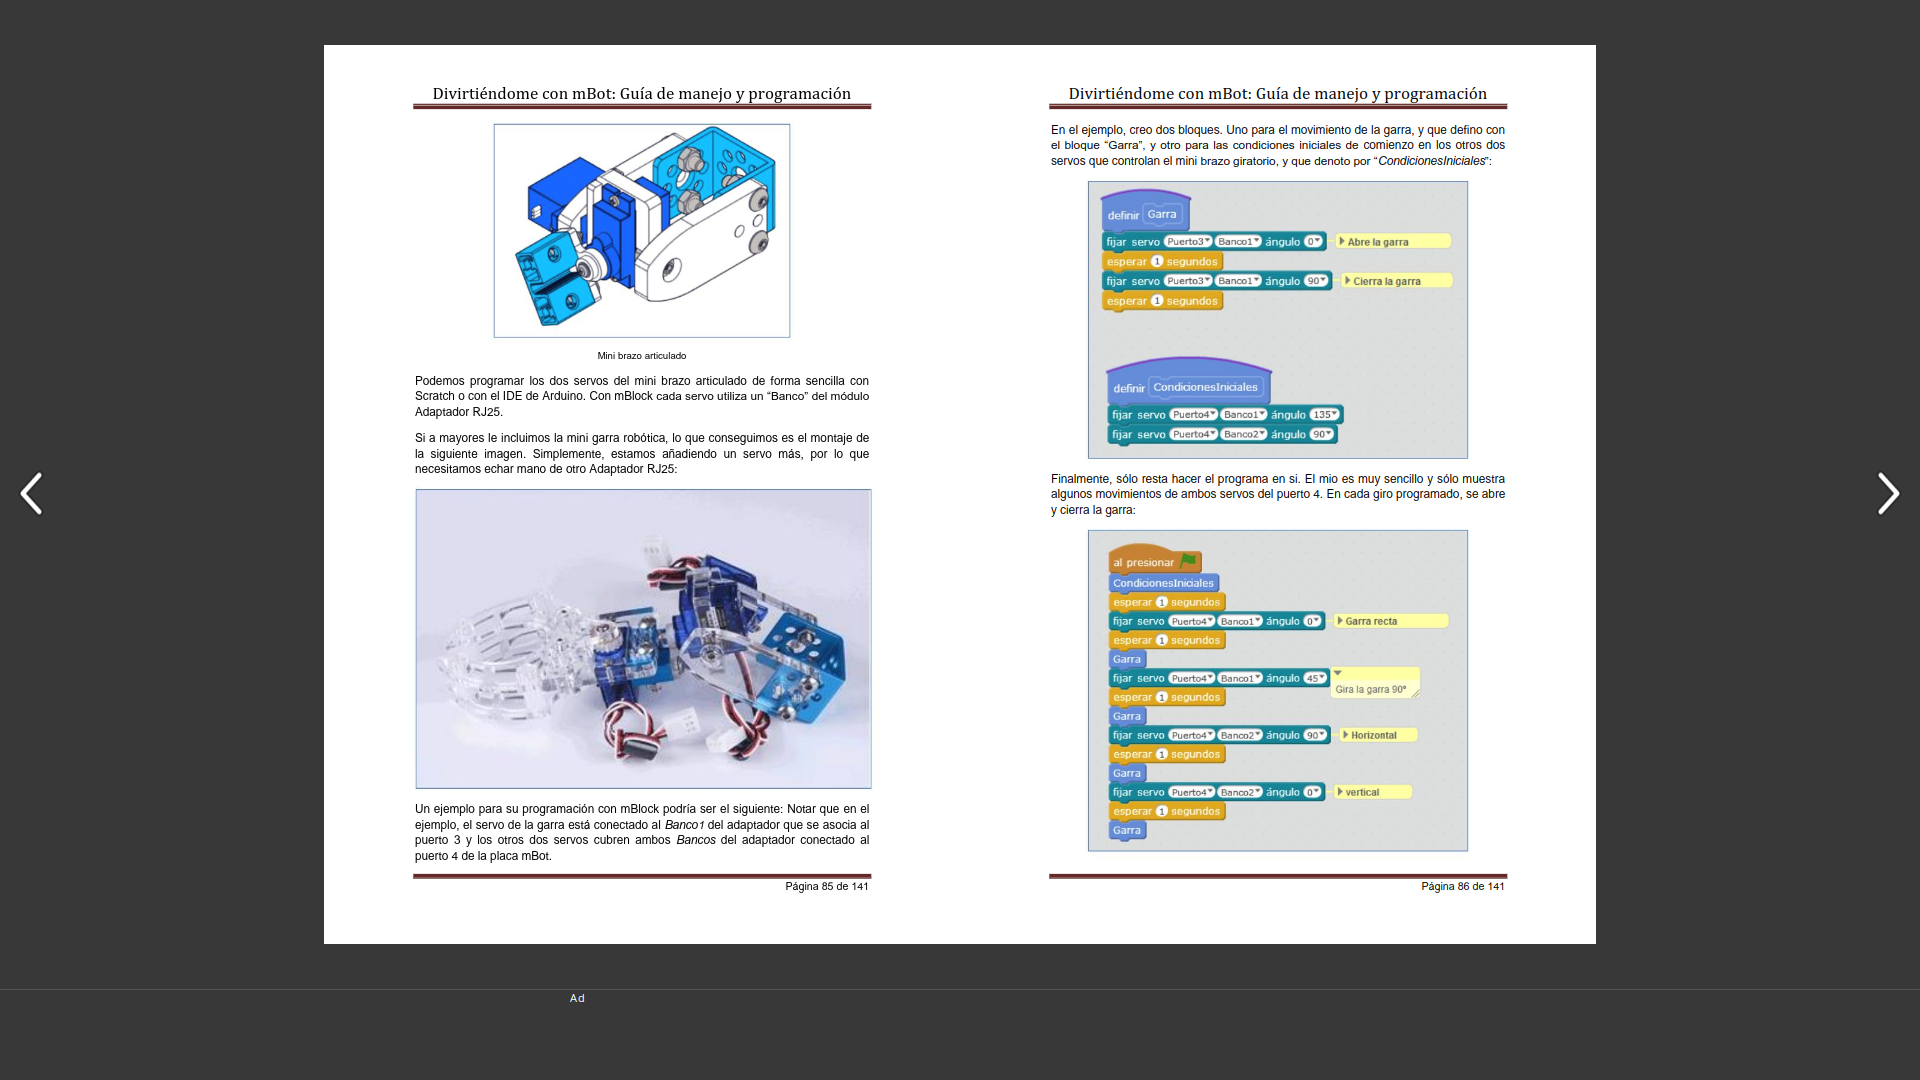 Divirtiéndome con mBot: Guía de manejo y programación
Mini brazo articulado
Podemos programar los dos servos del mini brazo articulado de forma sencilla con
Scratch o con el IDE de Arduino. Con mBlock cada servo utiliza un “Banco” del módulo
Adaptador RJ25.
Si a mayores le incluimos la mini garra robótica, lo que conseguimos es el montaje de
la siguiente imagen. Simplemente, estamos añadiendo un servo más, por lo que
necesitamos echar mano de otro Adaptador RJ25:
Un ejemplo para su programación con mBlock podría ser el siguiente: Notar que en el
ejemplo, el servo de la garra está conectado al Banco1 del adaptador que se asocia al
puerto 3 y los otros dos servos cubren ambos Bancos del adaptador conectado al
puerto 4 de la placa mBot.
Página 85 de 141
Divirtiéndome con mBot: Guía de manejo y programación
En el ejemplo, creo dos bloques. Uno para el movimiento de la garra, y que defino con
el bloque “Garra”, y otro para las condiciones iniciales de comienzo en los otros dos
servos que controlan el mini brazo giratorio, y que denoto por “CondicionesIniciales”:
definir Garra
fijar servo Puerto3 Banco1 ángulo 0 Abre la garra
esperar 1 segundos
fijar servo Puerto3 Banco1 ángulo 90 Cierra la garra
esperar 1 segundos
definir CondicionesIniciales
fijar servo Puerto4 Banco1 ángulo 135
fijar servo Puerto4 Banco2 ángulo 90
Finalmente, sólo resta hacer el programa en si. El mio es muy sencillo y sólo muestra
algunos movimientos de ambos servos del puerto 4. En cada giro programado, se abre
y cierra la garra:
al presionar
CondicionesIniciales
esperar 1 segundos
fijar servo Puerto4 Banco1 ángulo 0 Garra recta
esperar 1 segundos
Garra
fijar servo Puerto4 Banco1 ángulo 45
Gira la garra 90º
esperar 1 segundos
Garra
fijar servo Puerto4 Banco2 ángulo 90 Horizontal
esperar 1 segundos
Garra
fijar servo Puerto4 Banco2 ángulo 0 vertical
esperar 1 segundos
Garra
Página 86 de 141
Ad